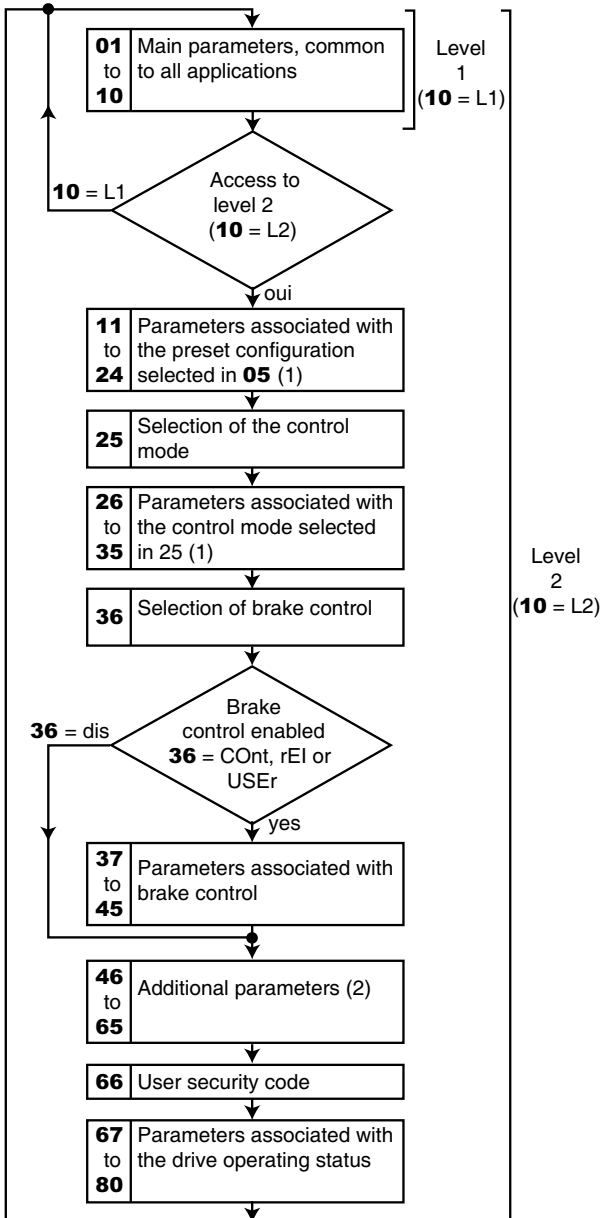 01
to
10
Main parameters, common
to all applications
Level
1
(10 = L1)
10 = L1
Access to
level 2
(10 = L2)
oui
11
to
24
Parameters associated with
the preset configuration
selected in 05 (1)
25
Selection of the control
mode
26
to
35
Parameters associated with
the control mode selected
in 25 (1)
Level
2
(10 = L2)
36
Selection of brake control
36 = dis
Brake
control enabled
36 = COnt, rEI or
USEr
yes
37
to
45
Parameters associated with
brake control
46
to
65
Additional parameters (2)
66
User security code
67
to
80
Parameters associated with
the drive operating status